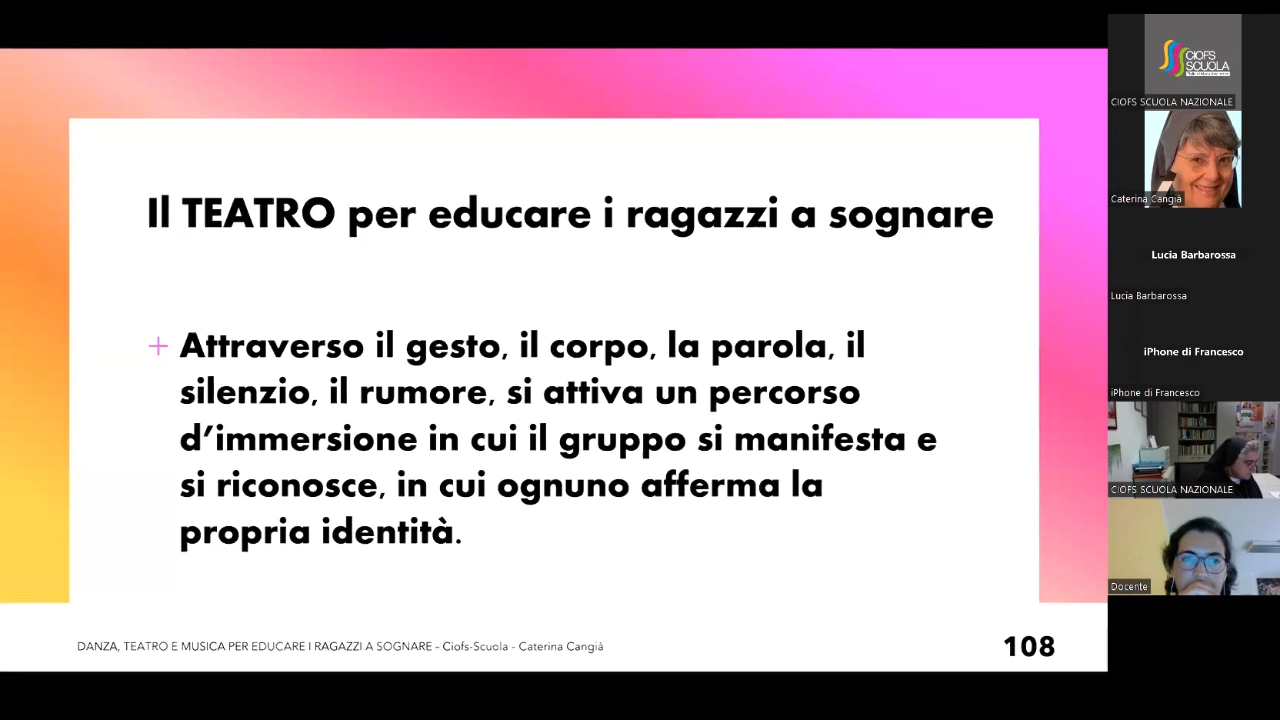 Il TEATRO per educare i ragazzi a sognare
+ Attraverso il gesto, il corpo, la parola, il
silenzio, il rumore, si attiva un percorso
d’immersione in cui il gruppo si manifesta e
si riconosce, in cui ognuno afferma la
propria identità.
DANZA, TEATRO E MUSICA PER EDUCARE I RAGAZZI A SOGNARE – Ciofs-Scuola - Caterina Cangià
108
CIOFS
SCUOLA
CIOFS SCUOLA NAZIONALE
Caterina Cangià
Lucia Barbarossa
Lucia Barbarossa
iPhone di Francesco
iPhone di Francesco
CIOFS SCUOLA NAZIONALE
Docente